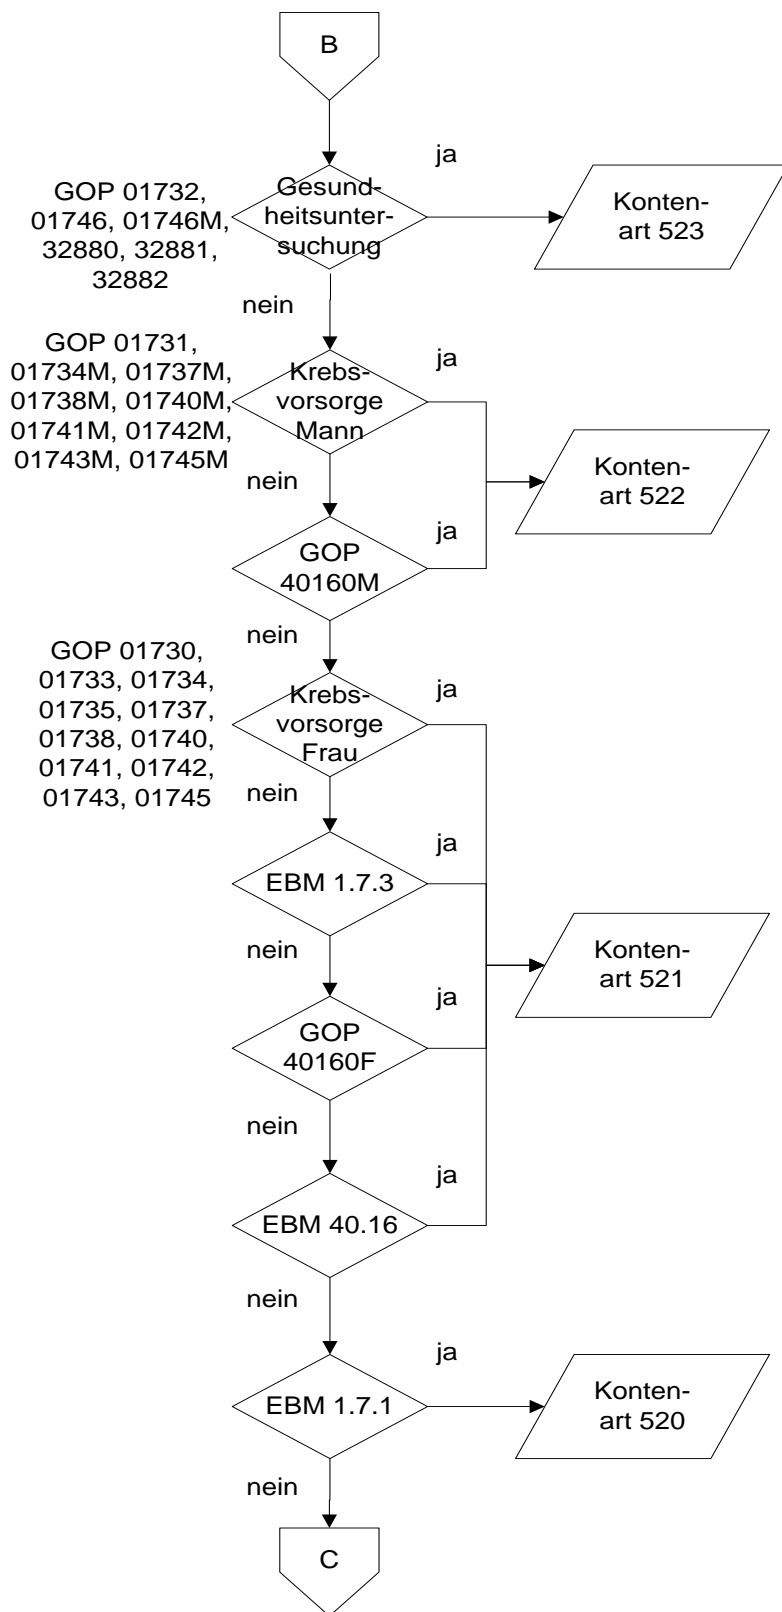 B
ja
GOP 01732,
01746, 01746M,
32880, 32881,
32882
Gesund-
heitsunter-
suchung
Konten-
art 523
nein
GOP 01731,
01734M, 01737M,
01738M, 01740M,
01741M, 01742M,
01743M, 01745M
ja
Krebs-
vorsorge
Mann
Konten-
art 522
nein
ja
GOP
40160M
nein
GOP 01730,
01733, 01734,
01735, 01737,
01738, 01740,
01741, 01742,
01743, 01745
ja
Krebs-
vorsorge
Frau
nein
ja
EBM 1.7.3
Konten-
art 521
nein
ja
GOP
40160F
nein
ja
EBM 40.16
nein
ja
EBM 1.7.1
Konten-
art 520
nein
C